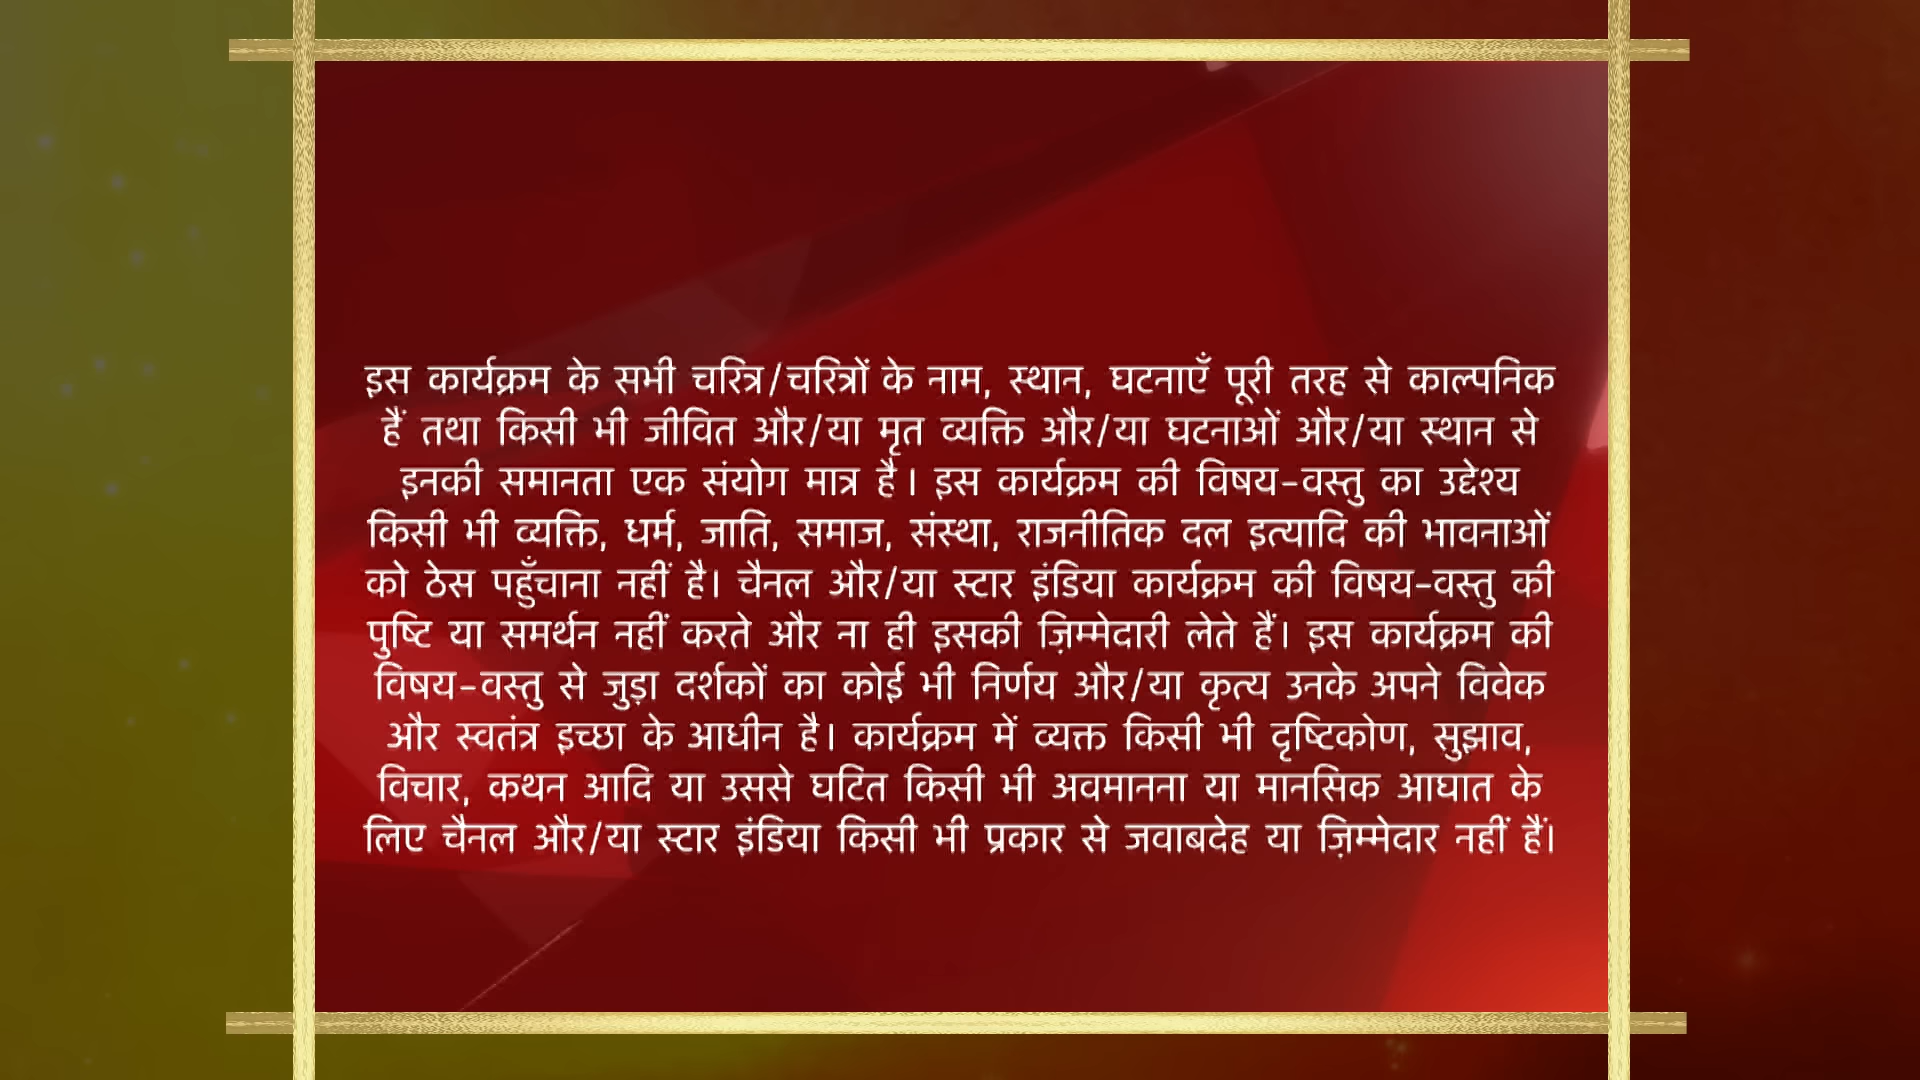 इस कार्यक्रम के सभी चरित्र/चरित्रों के नाम, स्थान, घटनाएँ पूरी तरह से काल्पनिक
हैं तथा किसी भी जीवित और/या मृत व्यक्ति और/या घटनाओं और/या स्थान से
इनकी समानता एक संयोग मात्र है। इस कार्यक्रम की विषय-वस्तु का उद्देश्य
किसी भी व्यक्ति, धर्म, जाति, समाज, संस्था, राजनीतिक दल इत्यादि की भावनाओं
को ठेस पहुँचाना नहीं है। चैनल और/या स्टार इंडिया कार्यक्रम की विषय-वस्तु की
पुष्टि या समर्थन नहीं करते और ना ही इसकी ज़िम्मेदारी लेते हैं। इस कार्यक्रम की
विषय-वस्तु से जुड़ा दर्शकों का कोई भी निर्णय और/या कृत्य उनके अपने विवेक
और स्वतंत्र इच्छा के आधीन है। कार्यक्रम में व्यक्त किसी भी दृष्टिकोण, सुझाव,
विचार, कथन आदि या उससे घटित किसी भी अवमानना या मानसिक आघात के
लिए चैनल और/या स्टार इंडिया किसी भी प्रकार से जवाबदेह या ज़िम्मेदार नहीं हैं।